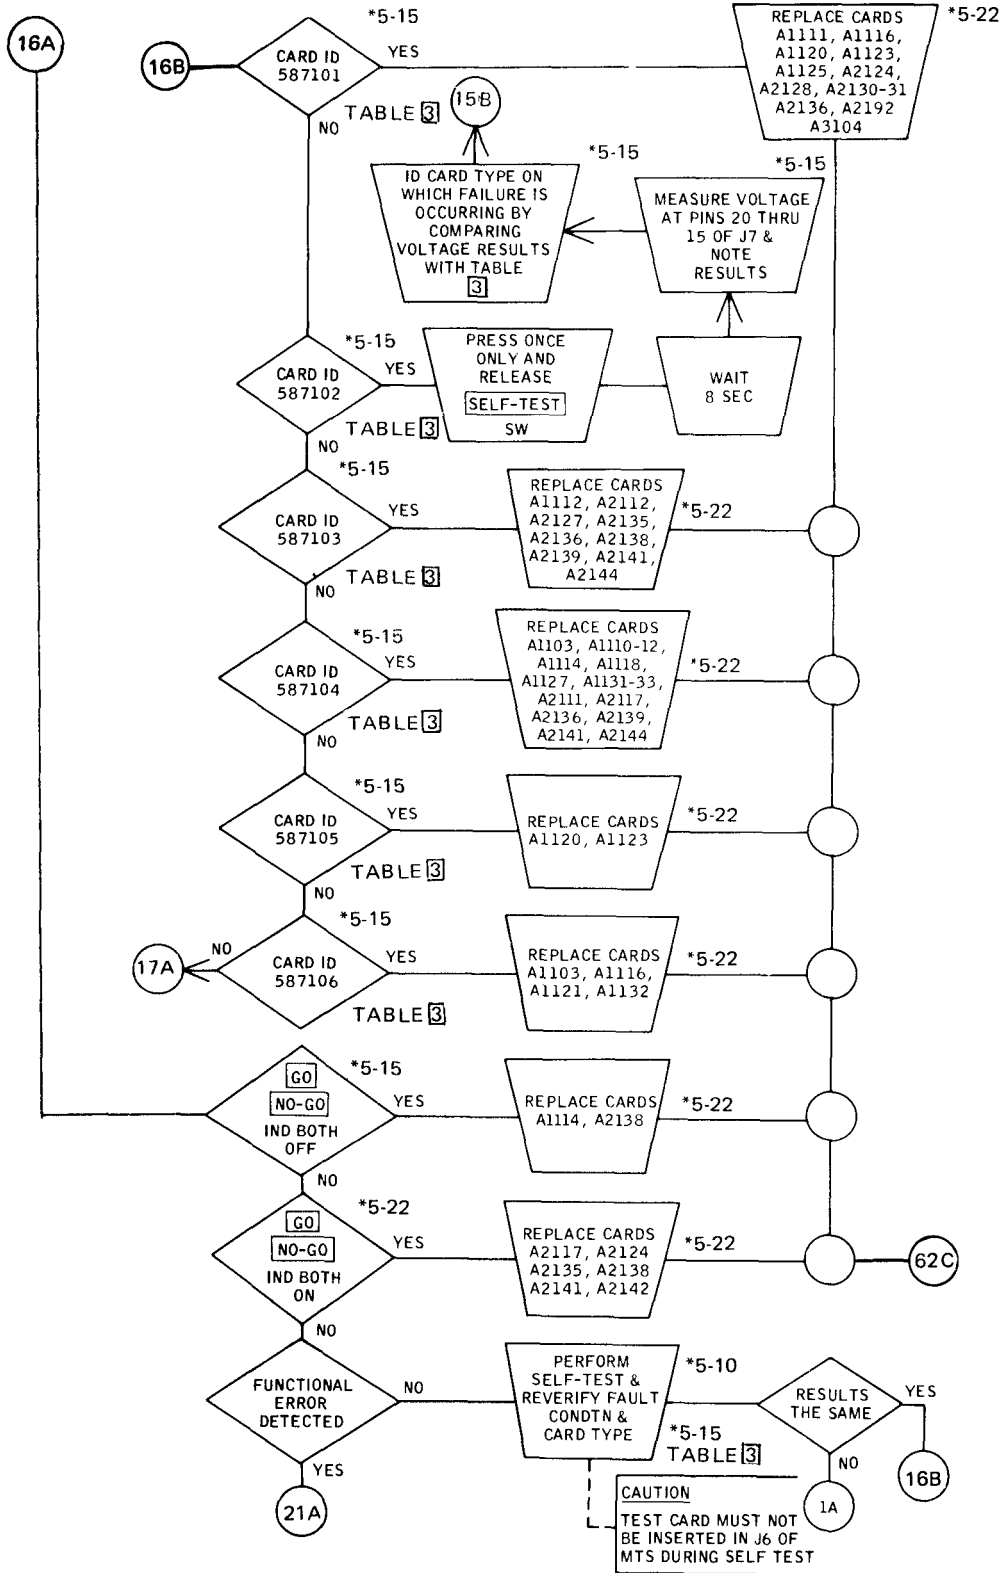 16A
16B
*5-15
CARD ID
587101
YES
NO
TABLE 3
REPLACE CARDS
A1111, A1116,
A1120, A1123,
A1125, A2124,
A2128, A2130-31
A2136, A2192
A3104
*5-22
15B
*5-15
ID CARD TYPE ON
WHICH FAILURE IS
OCCURRING BY
COMPARING
VOLTAGE RESULTS
WITH TABLE
3
*5-15
MEASURE VOLTAGE
AT PINS 20 THRU
15 OF J7 &
NOTE
RESULTS
*5-15
CARD ID
587102
YES
NO
TABLE 3
PRESS ONCE
ONLY AND
RELEASE
SELF-TEST
SW
WAIT
8 SEC
*5-15
CARD ID
587103
YES
NO
TABLE 3
REPLACE CARDS
A1112, A2112,
A2127, A2135,
A2136, A2138,
A2139, A2141,
A2144
*5-22
*5-15
CARD ID
587104
YES
NO
TABLE 3
REPLACE CARDS
A1103, A1110-12,
A1114, A1118,
A1127, A1131-33,
A2111, A2117,
A2136, A2139,
A2141, A2144
*5-22
*5-15
CARD ID
587105
YES
NO
TABLE 3
REPLACE CARDS
A1120, A1123
*5-22
*5-15
CARD ID
587106
YES
NO
17A
TABLE 3
REPLACE CARDS
A1103, A1116,
A1121, A1132
*5-22
*5-15
GO
NO-GO
IND BOTH
OFF
YES
NO
REPLACE CARDS
A1114, A2138
*5-22
*5-22
GO
NO-GO
IND BOTH
ON
YES
NO
REPLACE CARDS
A2117, A2124
A2135, A2138
A2141, A2142
*5-22
62C
FUNCTIONAL
ERROR
DETECTED
NO
YES
21A
PERFORM
SELF-TEST &
REVERIFY FAULT
CONDTN &
CARD TYPE
*5-10
*5-15
TABLE 3
RESULTS
THE SAME
YES
NO
16B
1A
CAUTION
TEST CARD MUST NOT
BE INSERTED IN J6 OF
MTS DURING SELF TEST